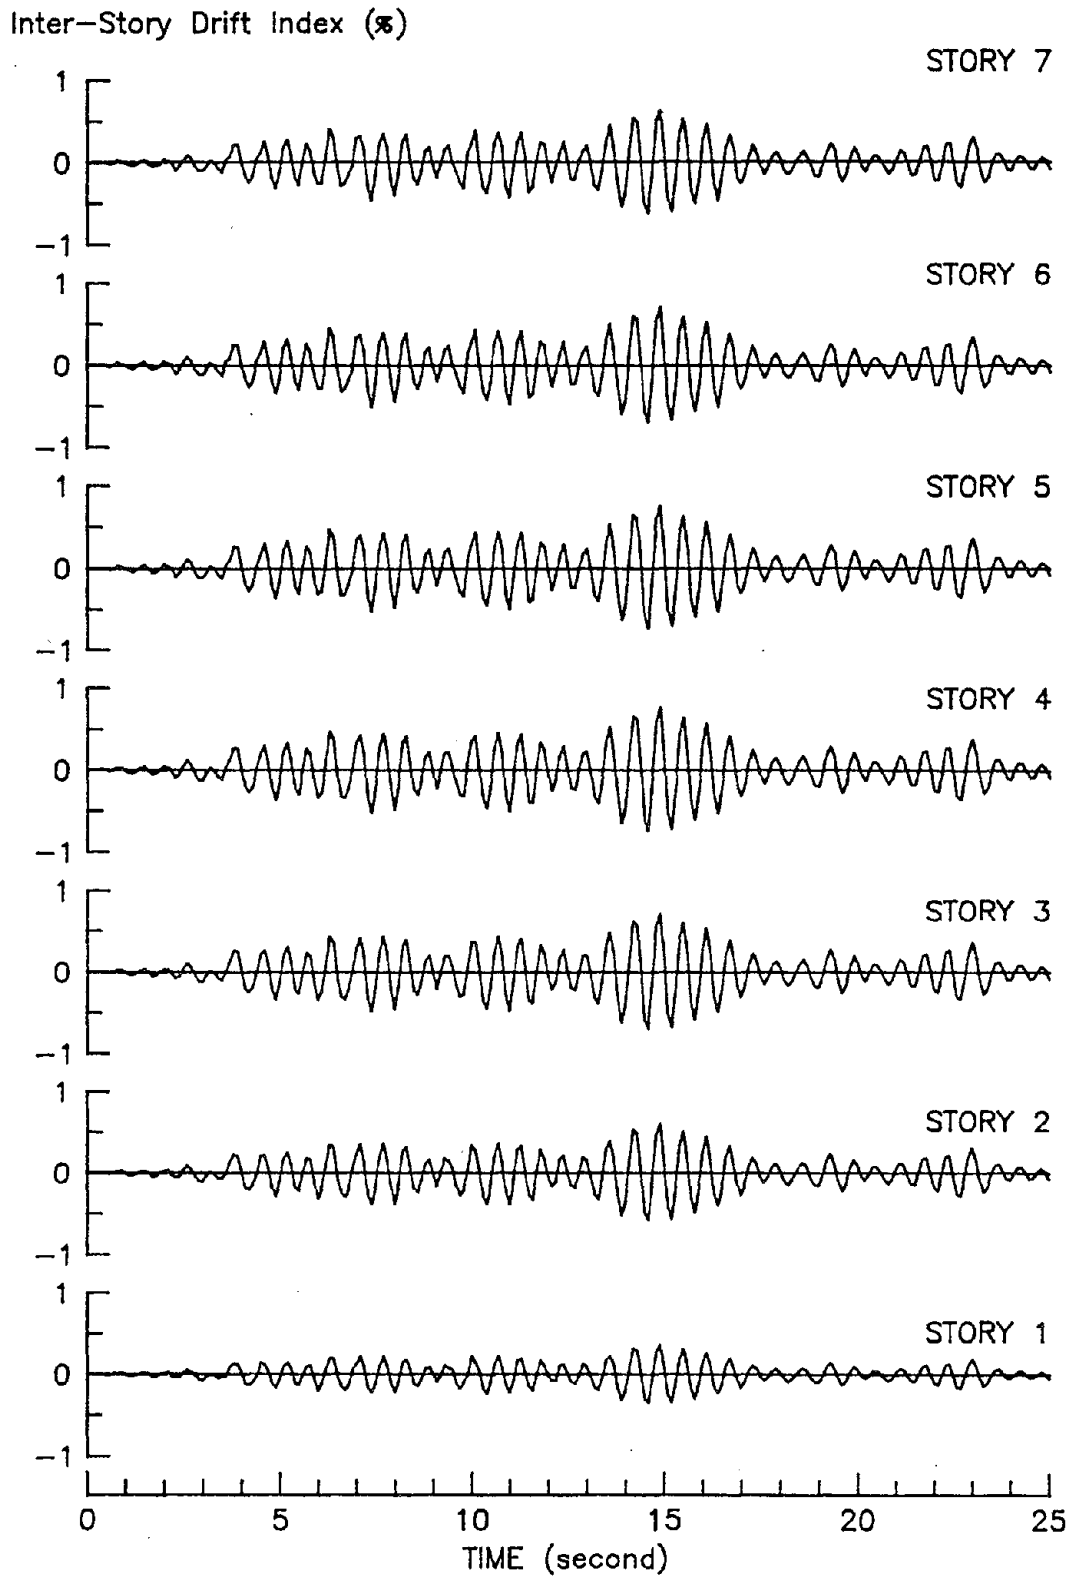 Inter-Story Drift Index (%)
STORY 7
1
0
-1
STORY 6
1
0
-1
STORY 5
1
0
-1
STORY 4
1
0
-1
STORY 3
1
0
-1
STORY 2
1
0
-1
STORY 1
1
0
-1
0 5 10 15 20 25
TIME (second)